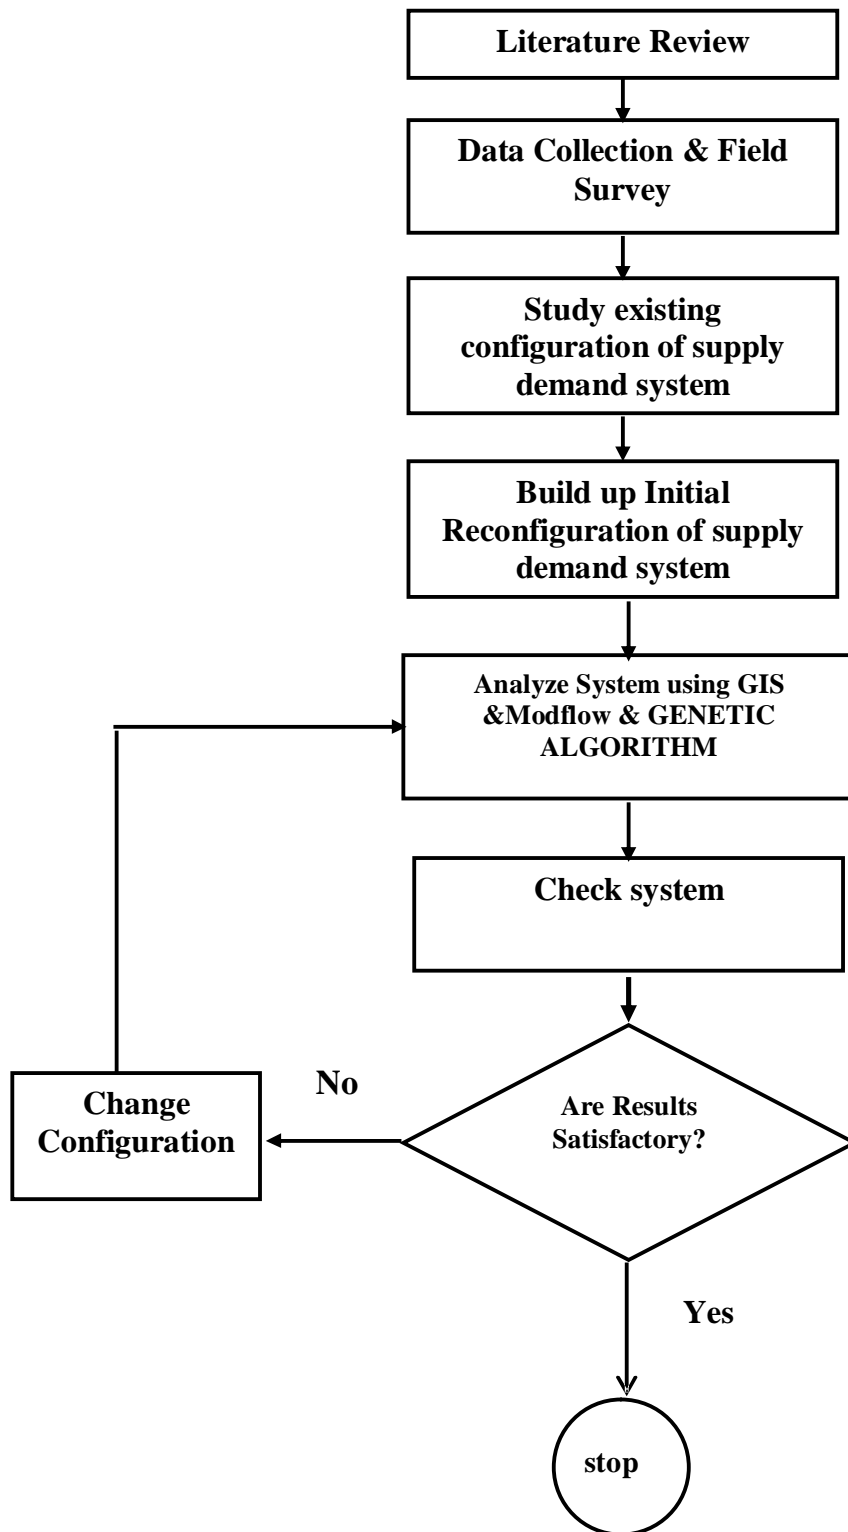 Literature Review
Data Collection & Field
Survey
Study existing
configuration of supply
demand system
Build up Initial
Reconfiguration of supply
demand system
Analyze System using GIS
&Modflow & GENETIC
ALGORITHM
Check system
Are Results
Satisfactory?
No
Change
Configuration
Yes
stop